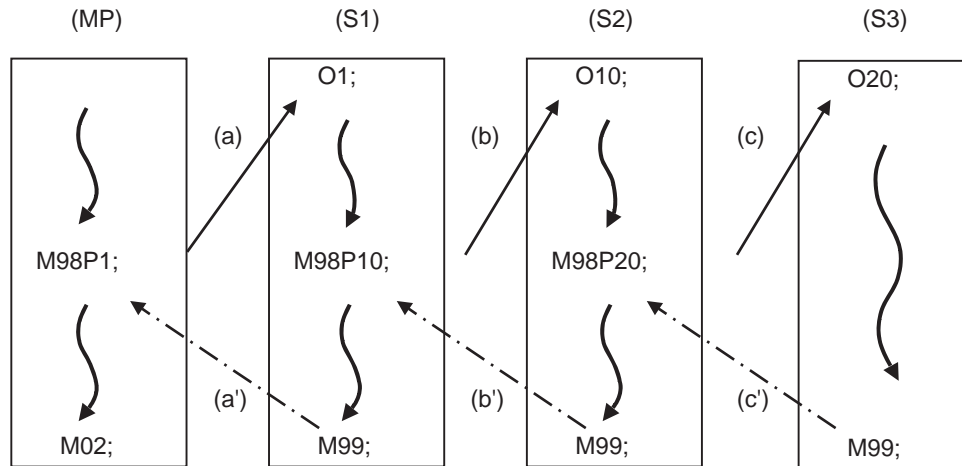 (MP) (S1) (S2) (S3)
O1; O10; O20;
(a) (b) (c)
M98P1; M98P10; M98P20;
(a') (b') (c')
M02; M99; M99; M99;